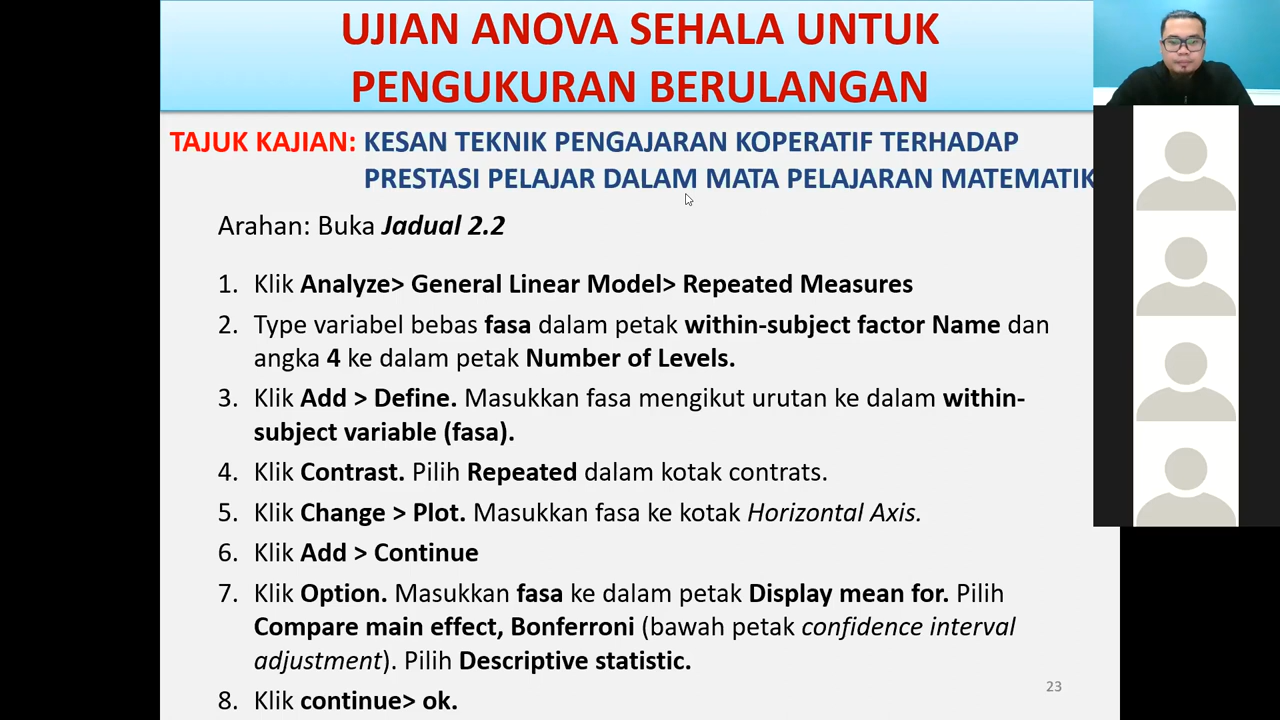 UJIAN ANOVA SEHALA UNTUK
PENGUKURAN BERULANGAN
TAJUK KAJIAN: KESAN TEKNIK PENGAJARAN KOPERATIF TERHADAP
PRESTASI PELAJAR DALAM MATA PELAJARAN MATEMATIK
Arahan: Buka Jadual 2.2
1. Klik Analyze> General Linear Model> Repeated Measures
2. Type variabel bebas fasa dalam petak within-subject factor Name dan
angka 4 ke dalam petak Number of Levels.
3. Klik Add > Define. Masukkan fasa mengikut urutan ke dalam within-
subject variable (fasa).
4. Klik Contrast. Pilih Repeated dalam kotak contrats.
5. Klik Change > Plot. Masukkan fasa ke kotak Horizontal Axis.
6. Klik Add > Continue
7. Klik Option. Masukkan fasa ke dalam petak Display mean for. Pilih
Compare main effect, Bonferroni (bawah petak confidence interval
adjustment). Pilih Descriptive statistic.
8. Klik continue> ok.
23